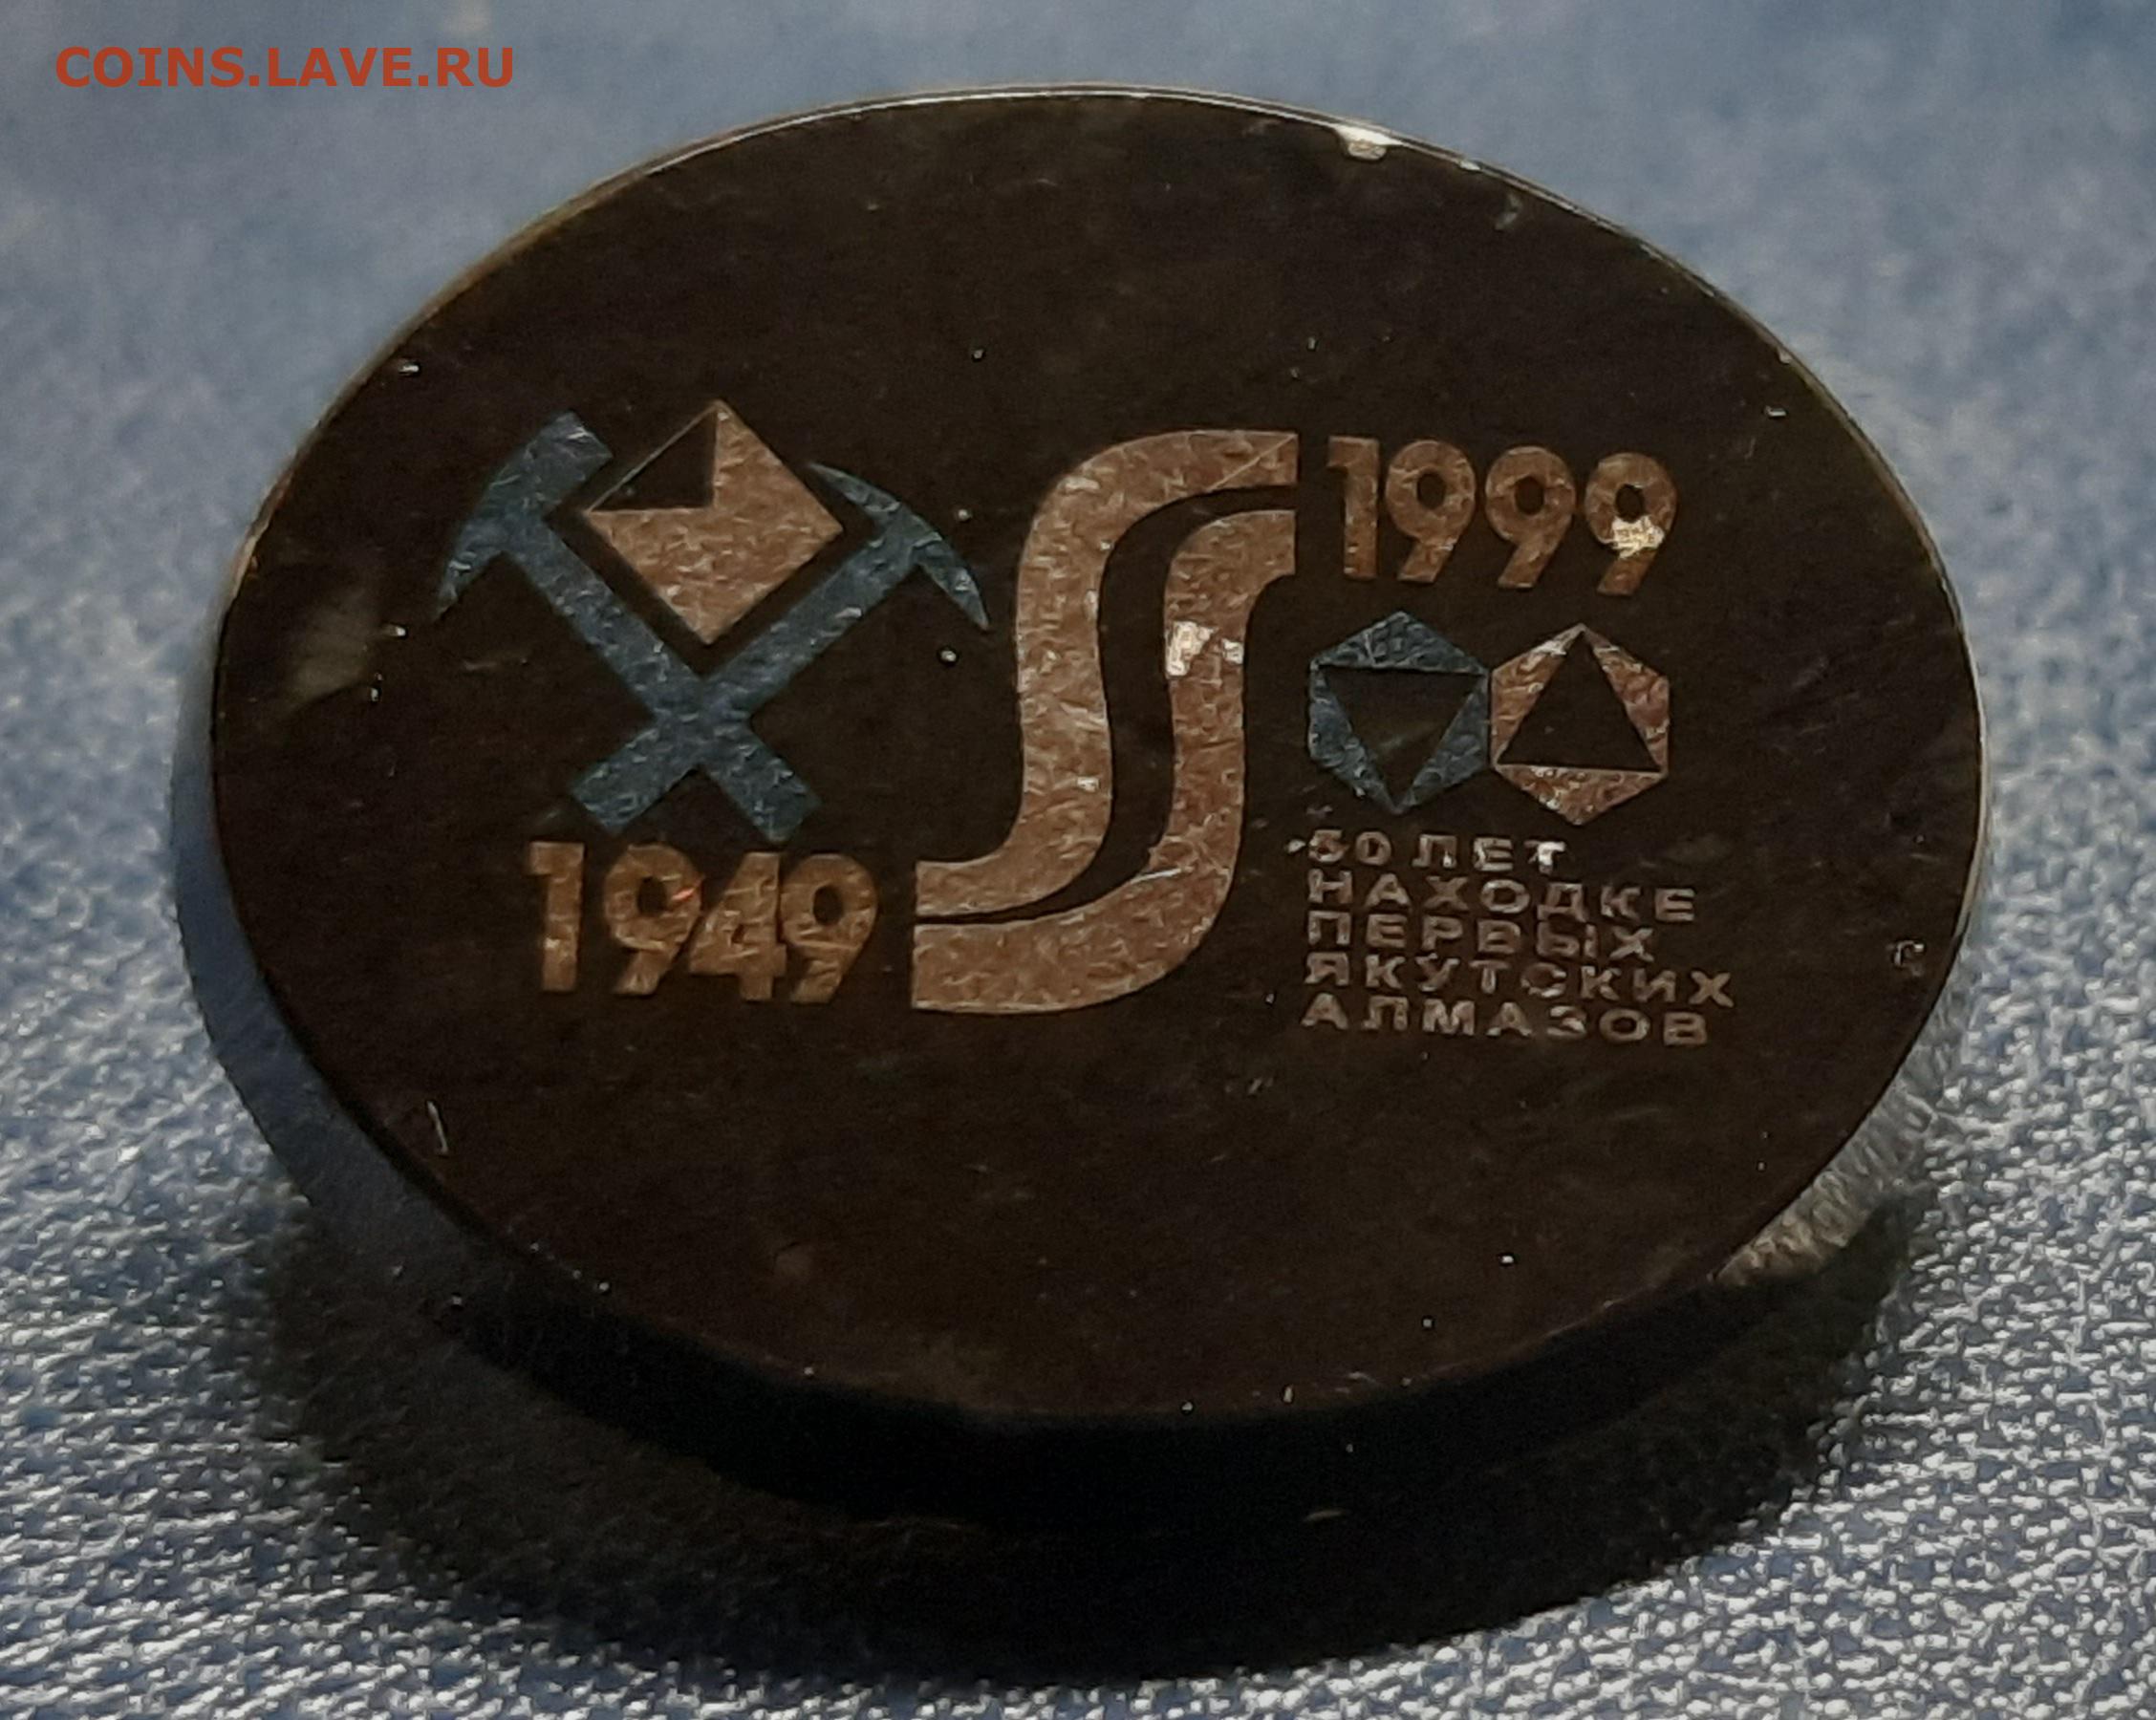 COINS.LAVE.RU
1999
1949
50 ЛЕТ
НАХОДКЕ
ПЕРВЫХ
ЯКУТСКИХ
АЛМАЗОВ